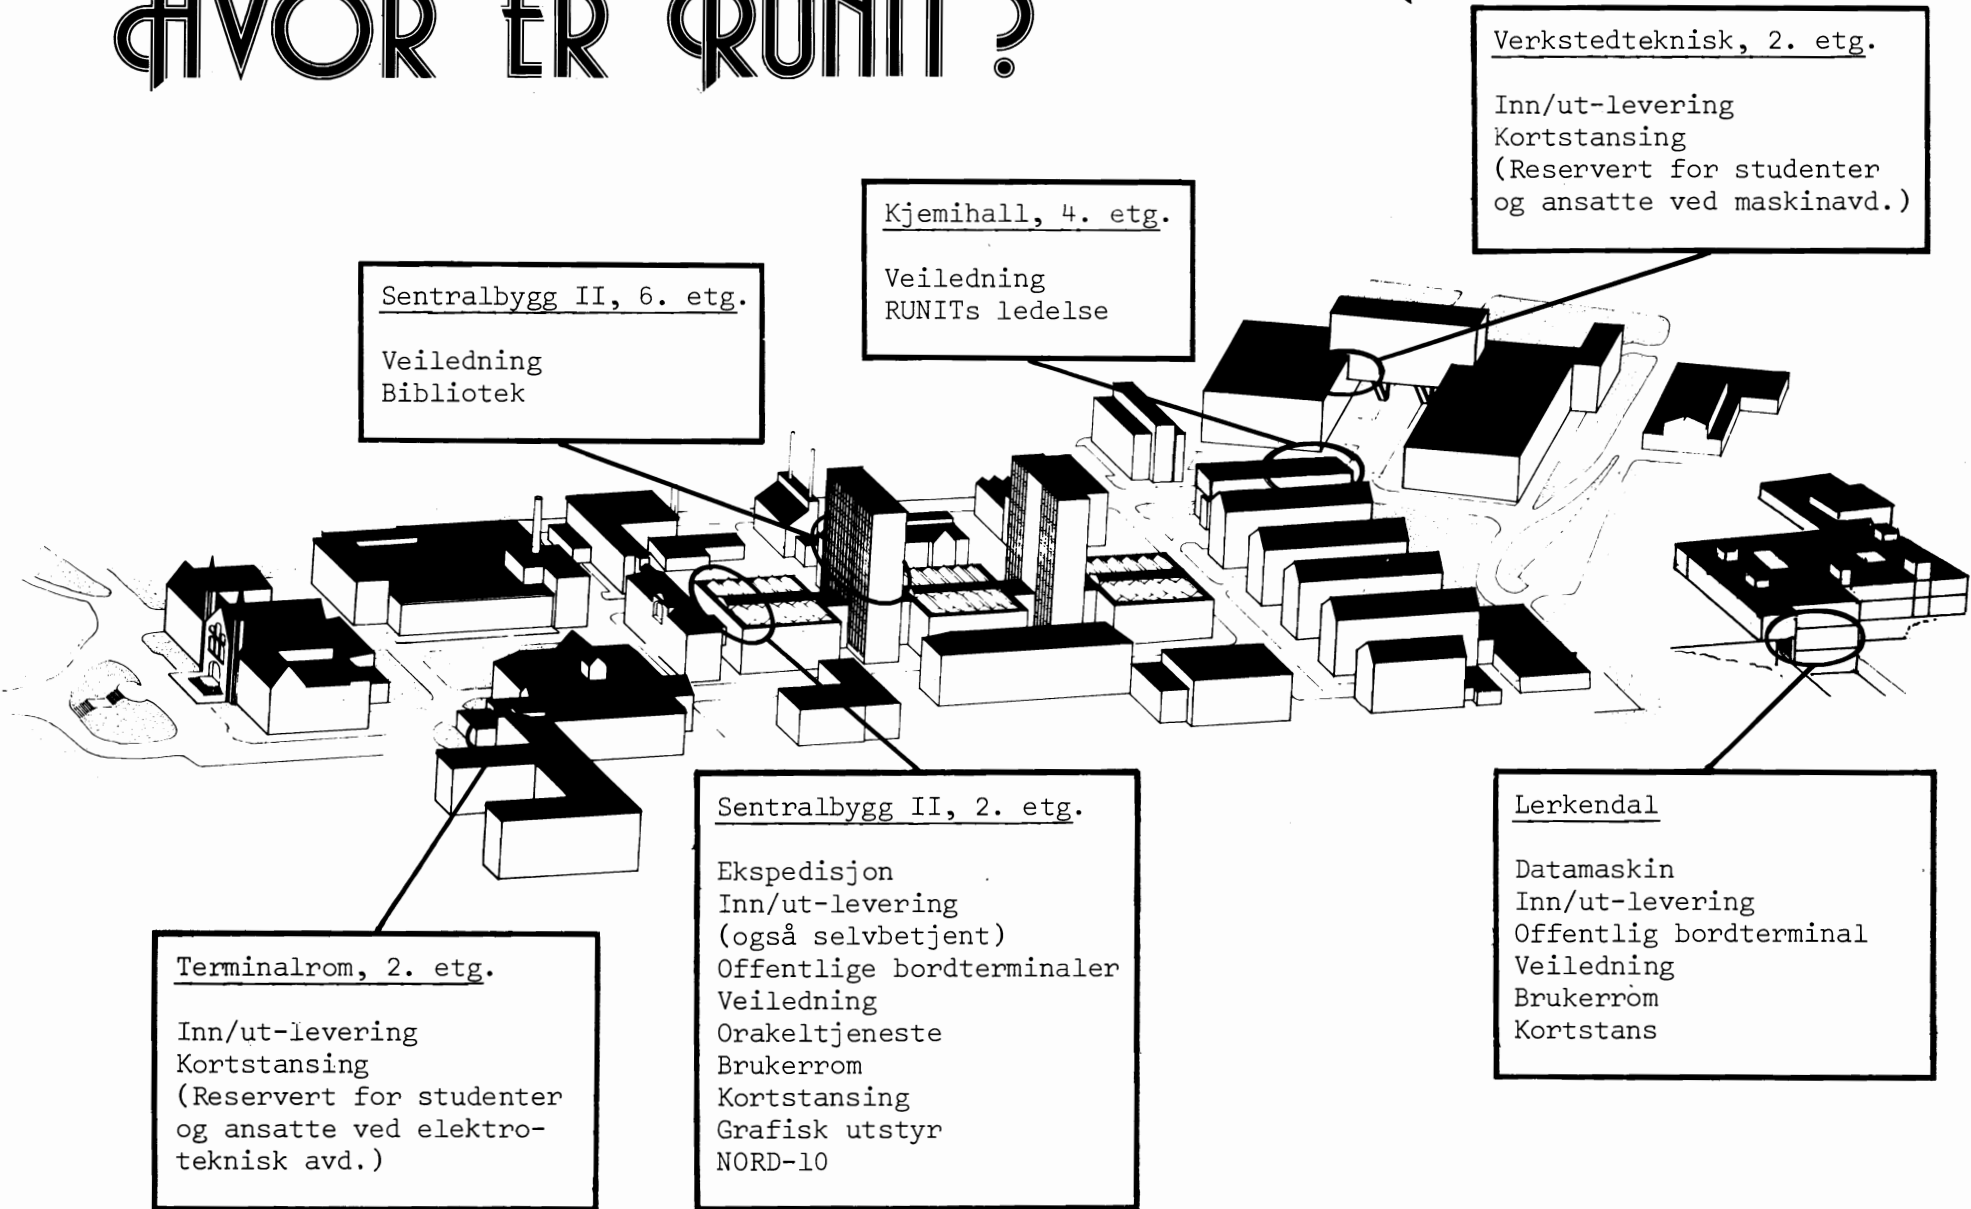 HVOR ER RUNIT ?
Verkstedteknisk, 2. etg.
Inn/ut-levering
Kortstansing
(Reservert for studenter
og ansatte ved maskinavd.)
Kjemihall, 4. etg.
Veiledning
RUNITs ledelse
Sentralbygg II, 6. etg.
Veiledning
Bibliotek
Terminalrom, 2. etg.
Inn/ut-levering
Kortstansing
(Reservert for studenter
og ansatte ved elektro-
teknisk avd.)
Sentralbygg II, 2. etg.
Ekspedisjon
Inn/ut-levering
(også selvbetjent)
Offentlige bordterminaler
Veiledning
Orakeltjeneste
Brukerrom
Kortstansing
Grafisk utstyr
NORD-10
Lerkendal
Datamaskin
Inn/ut-levering
Offentlig bordterminal
Veiledning
Brukerrom
Kortstans